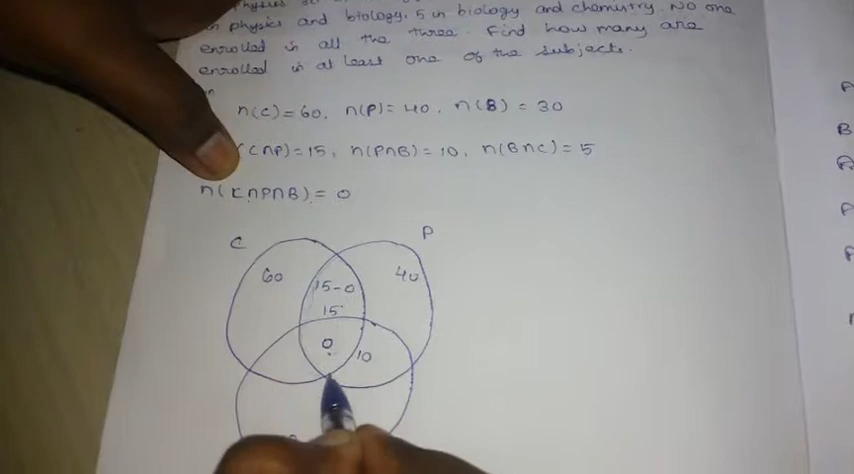 in physics and biology, 5 in biology and chemistry. No one
enrolled in all the three. Find how many are
enrolled in at least one of the subjects.
n
n(C)=60, n(P)=40, n(B) = 30
(C∩P)=15, n(P∩B)=10, n(B∩C)=5
n(C∩P∩B)= 0
C
P
60
15-0
40
15
0
10
A
B
P